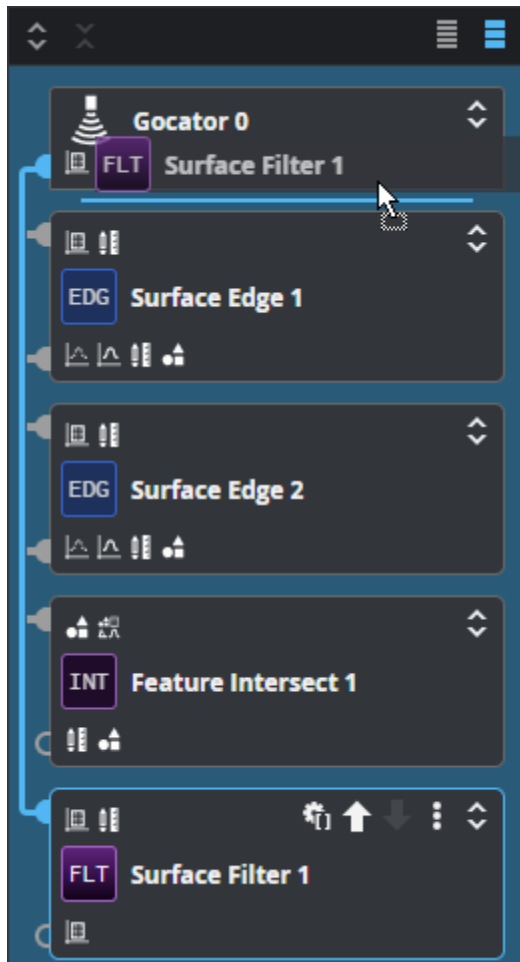 Gocator 0
FLT Surface Filter 1
EDG Surface Edge 1
EDG Surface Edge 2
INT Feature Intersect 1
FLT Surface Filter 1